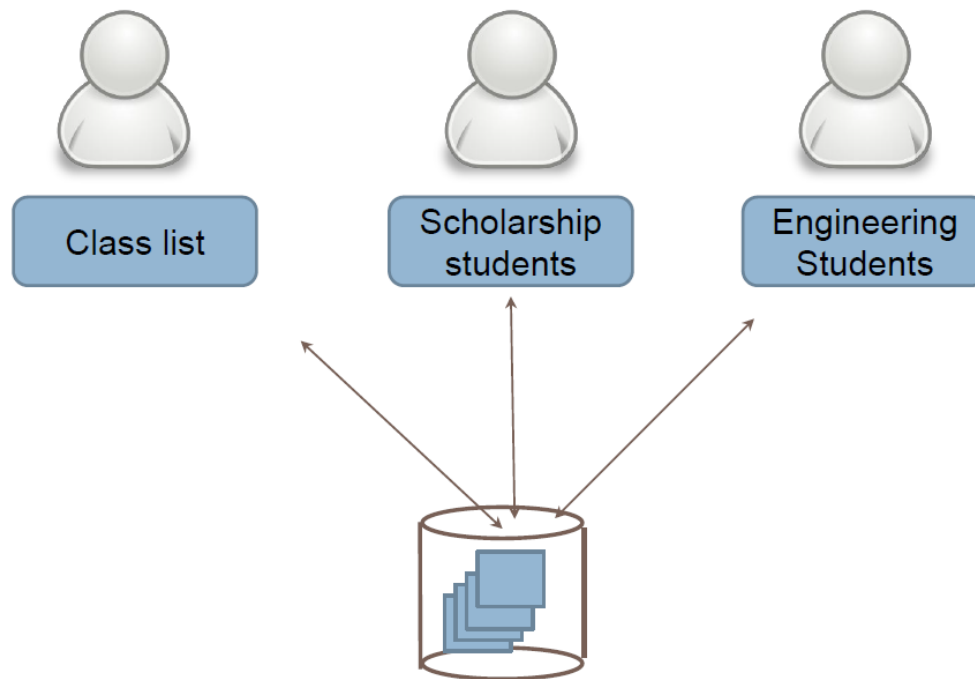 Class list
Scholarship
students
Engineering
Students